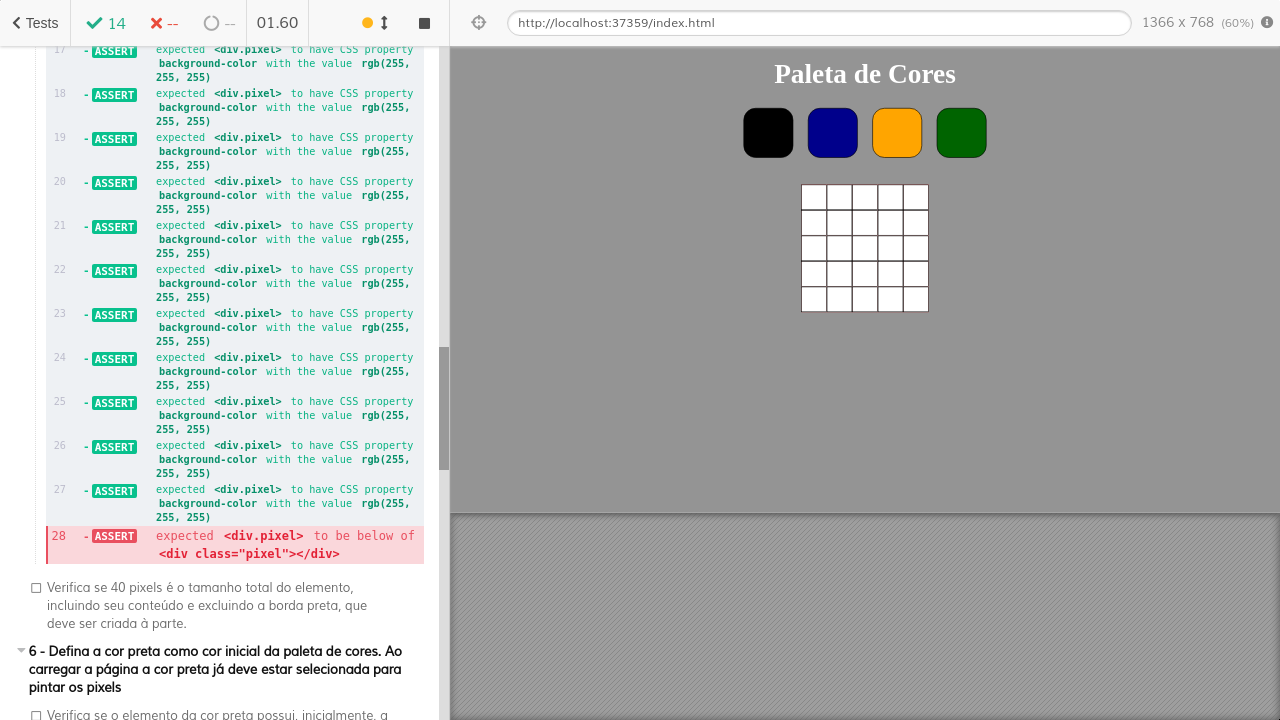 Tests 14 -- -- 01.60 http://localhost:37359/index.html 1366 x 768 (60%)
17 - ASSERT expected <div.pixel> to have CSS property
background-color with the value rgb(255,
255, 255)
18 - ASSERT expected <div.pixel> to have CSS property
background-color with the value rgb(255,
255, 255)
19 - ASSERT expected <div.pixel> to have CSS property
background-color with the value rgb(255,
255, 255)
20 - ASSERT expected <div.pixel> to have CSS property
background-color with the value rgb(255,
255, 255)
21 - ASSERT expected <div.pixel> to have CSS property
background-color with the value rgb(255,
255, 255)
22 - ASSERT expected <div.pixel> to have CSS property
background-color with the value rgb(255,
255, 255)
23 - ASSERT expected <div.pixel> to have CSS property
background-color with the value rgb(255,
255, 255)
24 - ASSERT expected <div.pixel> to have CSS property
background-color with the value rgb(255,
255, 255)
25 - ASSERT expected <div.pixel> to have CSS property
background-color with the value rgb(255,
255, 255)
26 - ASSERT expected <div.pixel> to have CSS property
background-color with the value rgb(255,
255, 255)
27 - ASSERT expected <div.pixel> to have CSS property
background-color with the value rgb(255,
255, 255)
28 - ASSERT expected <div.pixel> to be below of
<div class="pixel"></div>
Verifica se 40 pixels é o tamanho total do elemento,
incluindo seu conteúdo e excluindo a borda preta, que
deve ser criada à parte.
6 - Defina a cor preta como cor inicial da paleta de cores. Ao
carregar a página a cor preta já deve estar selecionada para
pintar os pixels
Verifica se o elemento da cor preta possui, inicialmente, a
Paleta de Cores